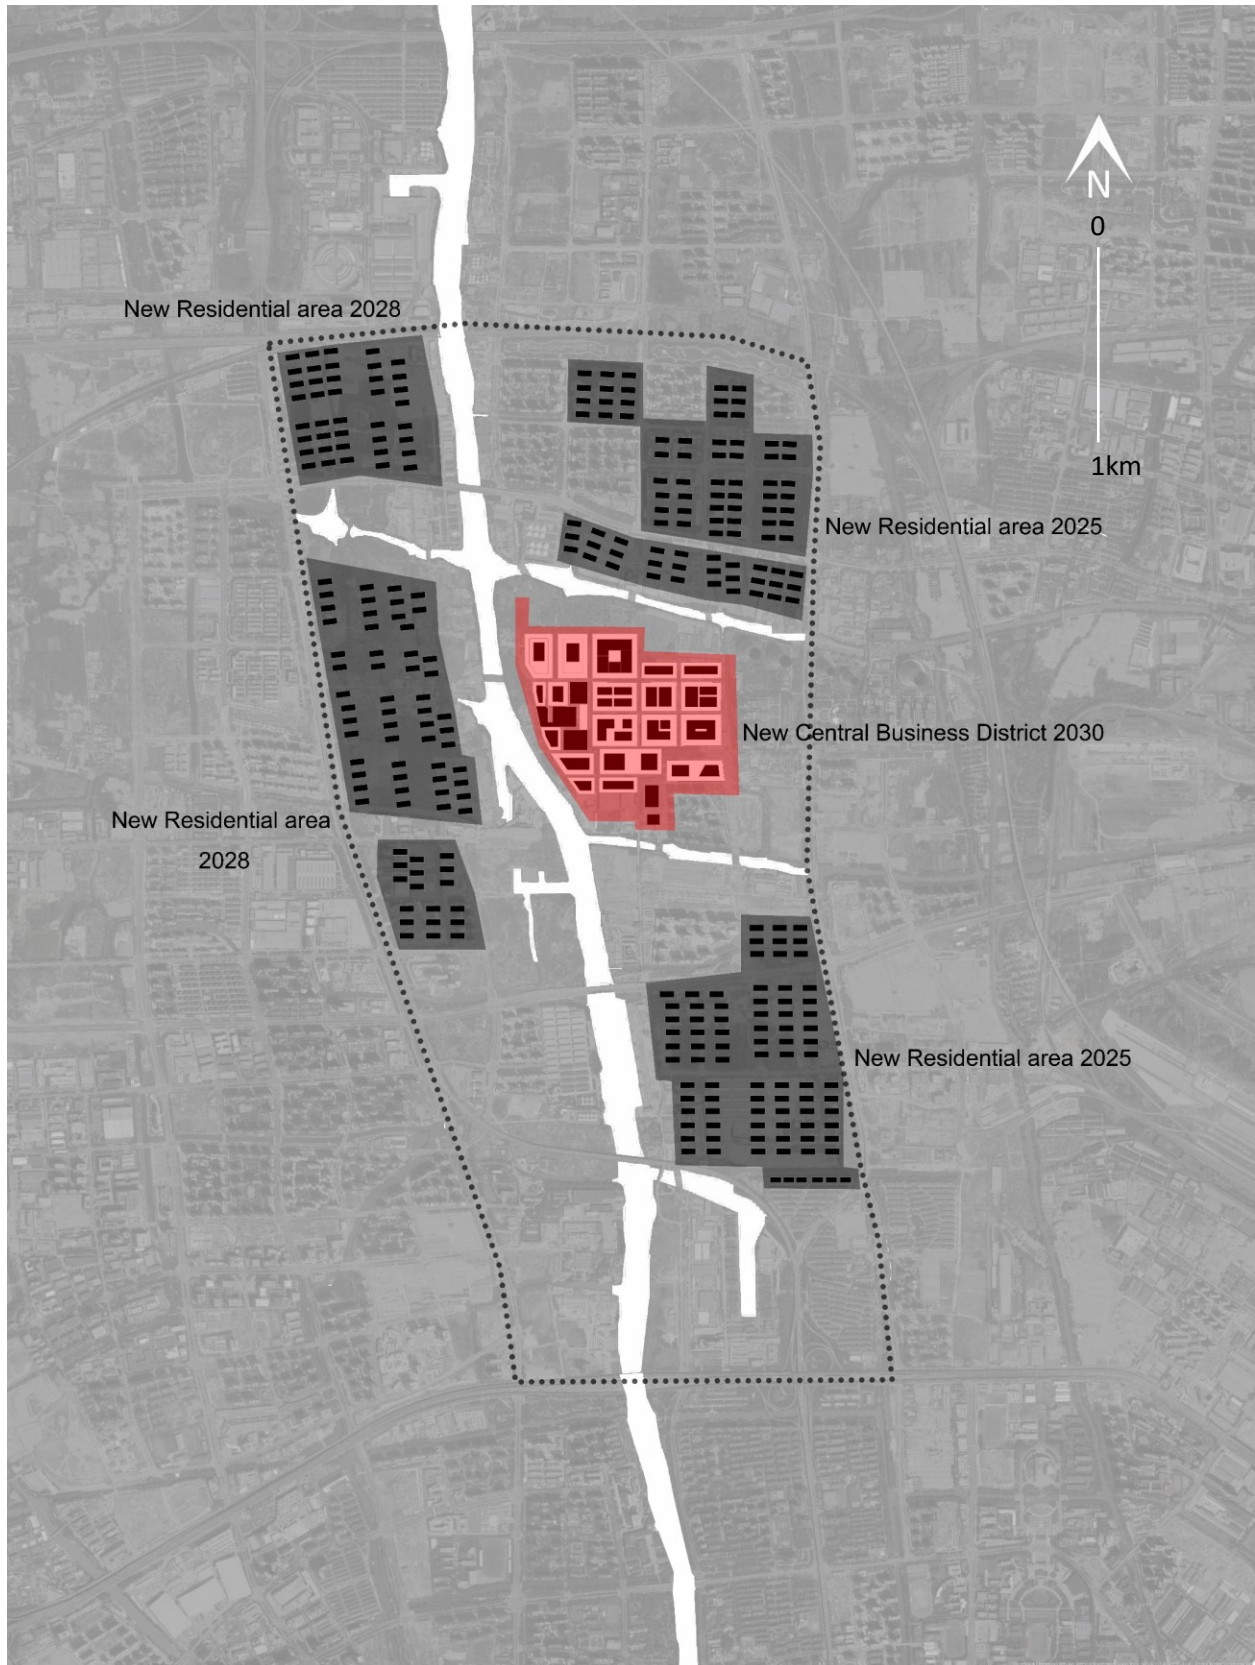 N
0
New Residential area 2028
1km
New Residential area 2025
New Central Business District 2030
New Residential area
2028
New Residential area 2025